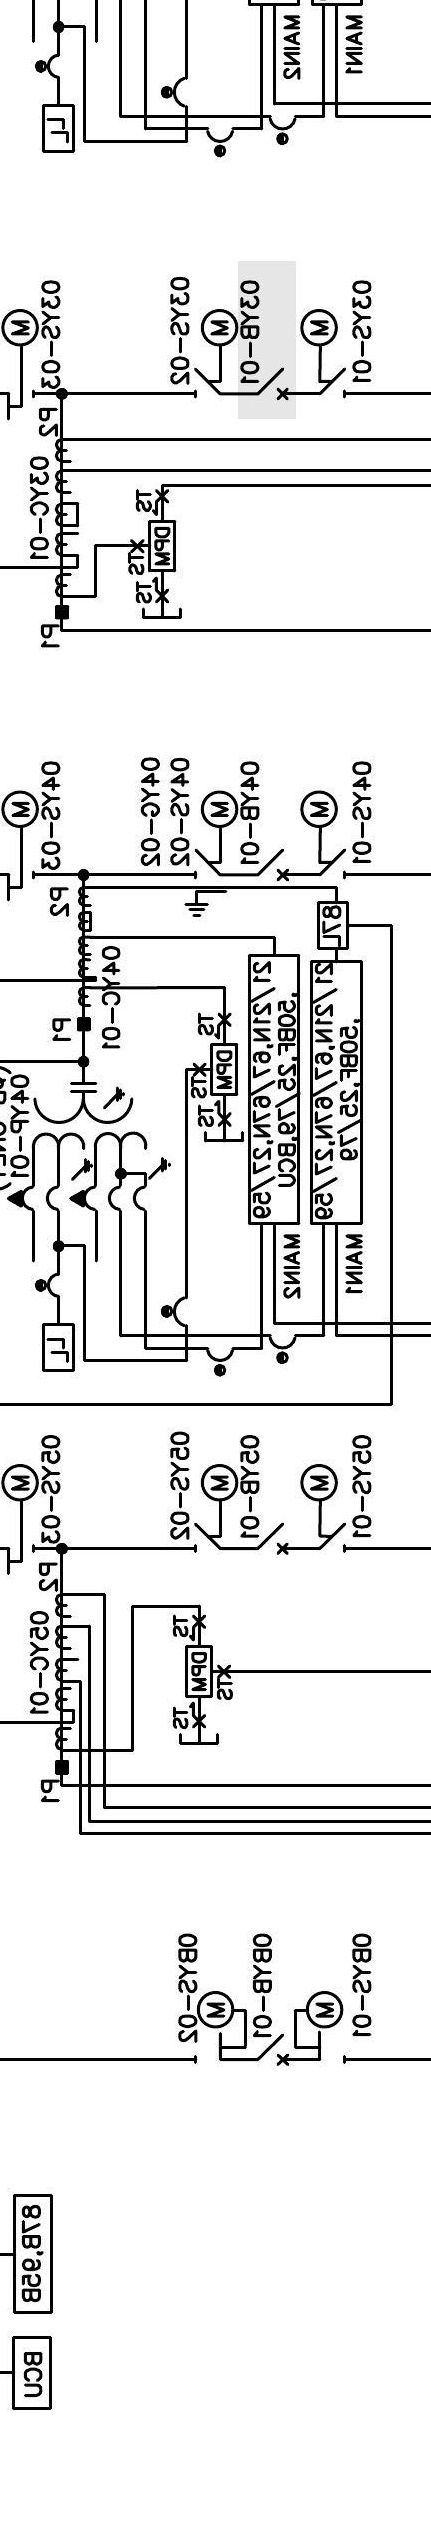 MAIN2
MAIN1
LL
03YS-03
03YS-02
03YB-01
03YS-01
M
M
M
P2
03YC-01
TS
DPM
TS
TS
P1
04YS-03
04YG-02
04YS-02
04YB-01
04YS-01
M
M
M
P2
87L
04YC-01
21/21N,67/67N,27/59
,50BF,25/79,BCU
21/21N,67/67N,27/59
,50BF,25/79
TS
DPM
TS
TS
P1
04YP-01
MAIN2
MAIN1
LL
05YS-03
05YS-02
05YB-01
05YS-01
M
M
M
P2
05YC-01
TS
DPM
TS
TS
P1
0BYS-02
0BYB-01
0BYS-01
M
M
87B,95B
BCU